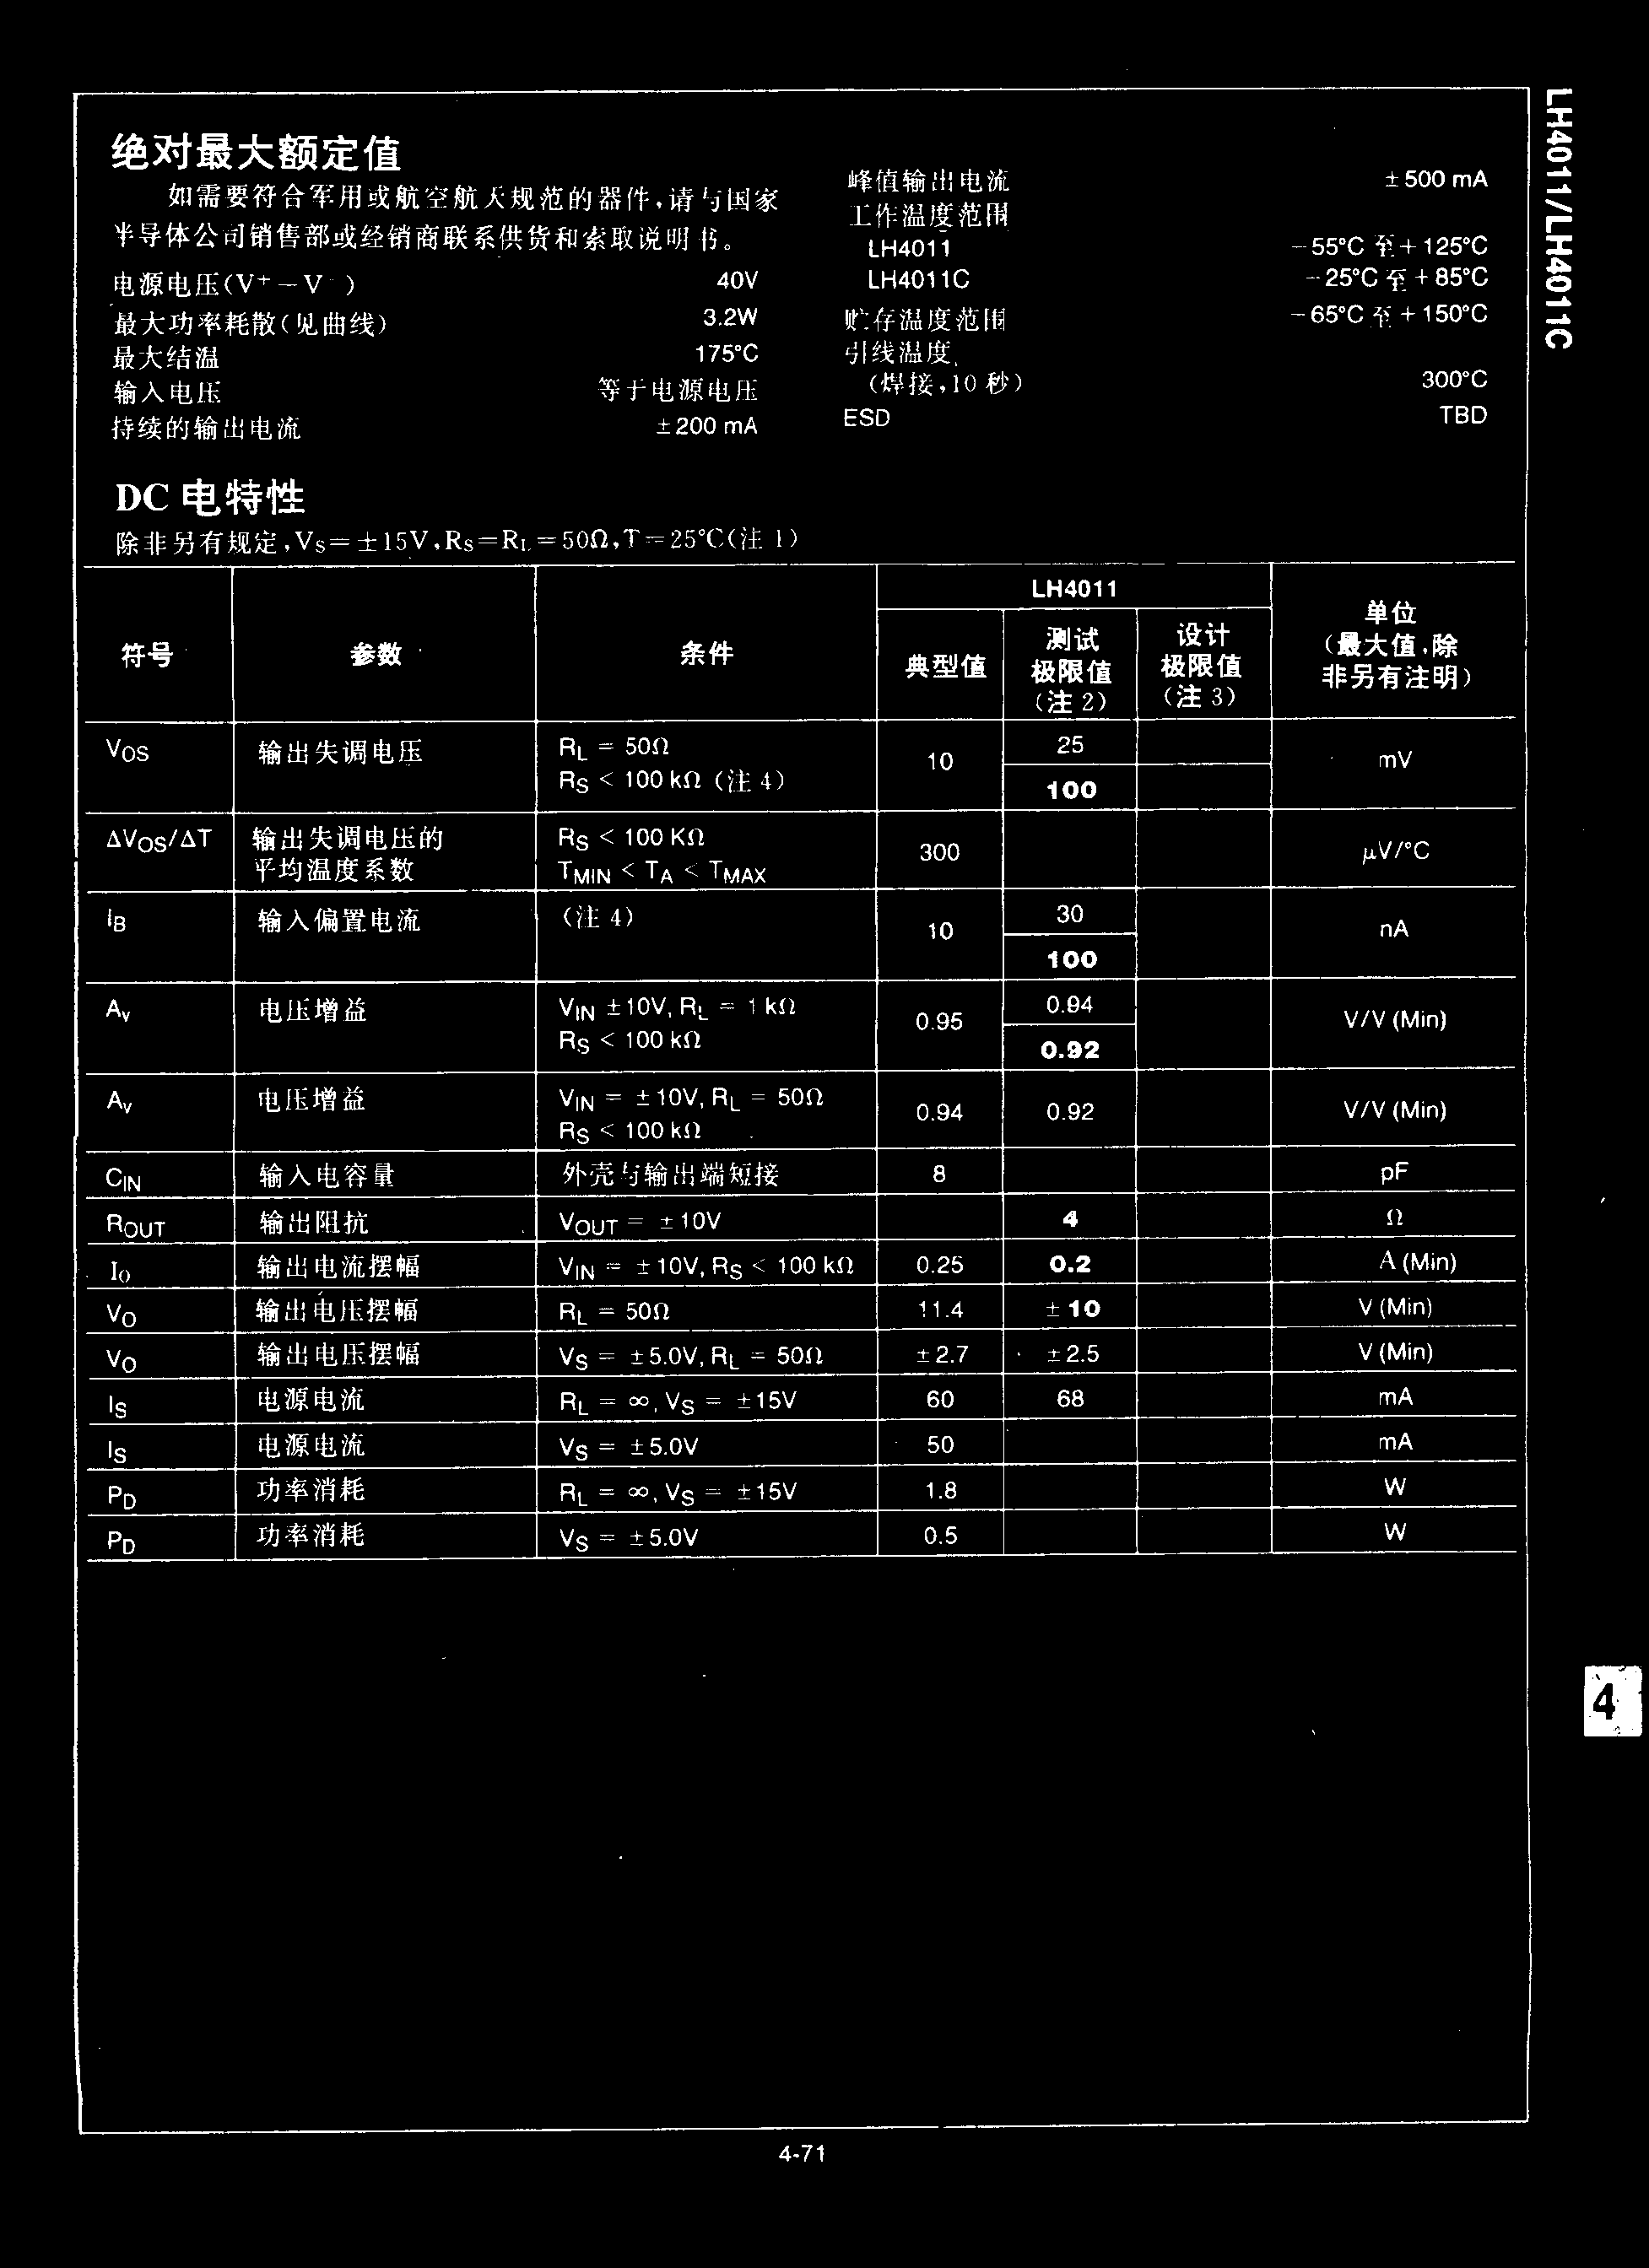 LH4011/LH4011C
绝对最大额定值
如需要符合军用或航空航天规范的器件,请与国家
半导体公司销售部或经销商联系供货和索取说明书。
电源电压(V⁺－V⁻) 40V
最大功率耗散(见曲线) 3.2W
最大结温 175°C
输入电压 等于电源电压
持续的输出电流 ±200 mA
峰值输出电流 ±500 mA
工作温度范围
LH4011 −55°C 至 +125°C
LH4011C −25°C 至 +85°C
贮存温度范围 −65°C 至 +150°C
引线温度
(焊接,10 秒) 300°C
ESD TBD
DC 电特性
除非另有规定,VS=±15V,RS=RL=50Ω,T=25°C(注 1)
符号 参数 条件 LH4011 单位
(最大值,除
非另有注明)
典型值 测试
极限值
(注 2) 设计
极限值
(注 3)
VOS 输出失调电压 RL = 50Ω
RS < 100 kΩ (注 4) 10 25
100 mV
ΔVOS/ΔT 输出失调电压的
平均温度系数 RS < 100 KΩ
TMIN < TA < TMAX 300 μV/°C
IB 输入偏置电流 (注 4) 10 30
100 nA
Av 电压增益 VIN ±10V, RL = 1 kΩ
RS < 100 kΩ 0.95 0.94
0.92 V/V (Min)
Av 电压增益 VIN = ±10V, RL = 50Ω
RS < 100 kΩ 0.94 0.92 V/V (Min)
CIN 输入电容量 外壳与输出端短接 8 pF
ROUT 输出阻抗 VOUT = ±10V 4 Ω
IO 输出电流摆幅 VIN = ±10V, RS < 100 kΩ 0.25 0.2 A (Min)
VO 输出电压摆幅 RL = 50Ω 11.4 ±10 V (Min)
VO 输出电压摆幅 VS = ±5.0V, RL = 50Ω ±2.7 ±2.5 V (Min)
IS 电源电流 RL = ∞, VS = ±15V 60 68 mA
IS 电源电流 VS = ±5.0V 50 mA
PD 功率消耗 RL = ∞, VS = ±15V 1.8 W
PD 功率消耗 VS = ±5.0V 0.5 W
4
4-71